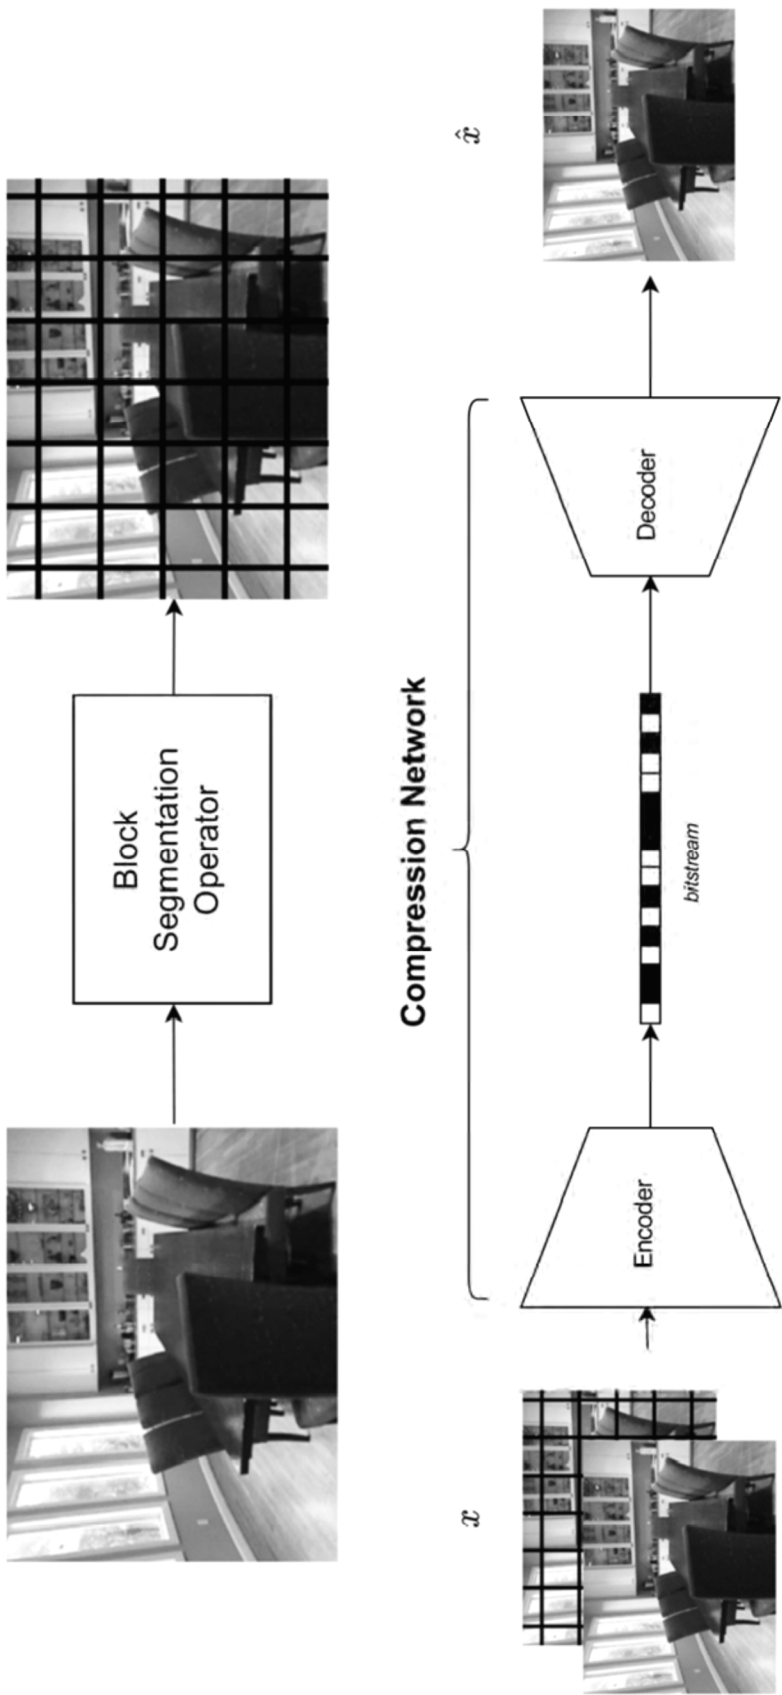 Block
Segmentation
Operator
Compression Network
x
x̂
Encoder
bitstream
Decoder